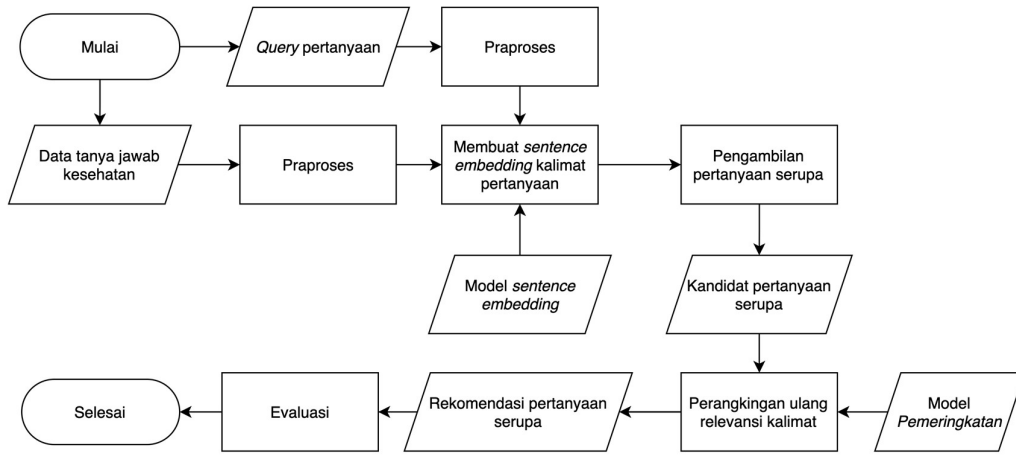 Mulai
Query pertanyaan
Praproses
Data tanya jawab
kesehatan
Praproses
Membuat sentence
embedding kalimat
pertanyaan
Pengambilan
pertanyaan serupa
Model sentence
embedding
Kandidat pertanyaan
serupa
Selesai
Evaluasi
Rekomendasi pertanyaan
serupa
Perangkingan ulang
relevansi kalimat
Model
Pemeringkatan